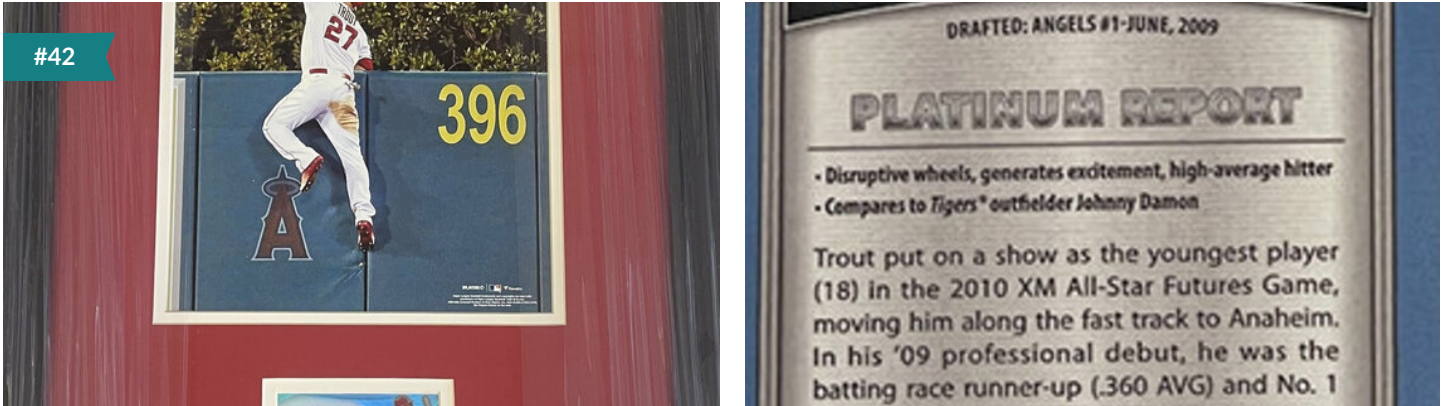 #42
TROUT
27
396
A
DRAFTED: ANGELS #1-JUNE, 2009
PLATINUM REPORT
• Disruptive wheels, generates excitement, high-average hitter
• Compares to Tigers® outfielder Johnny Damon
Trout put on a show as the youngest player
(18) in the 2010 XM All-Star Futures Game,
moving him along the fast track to Anaheim.
In his '09 professional debut, he was the
batting race runner-up (.360 AVG) and No. 1